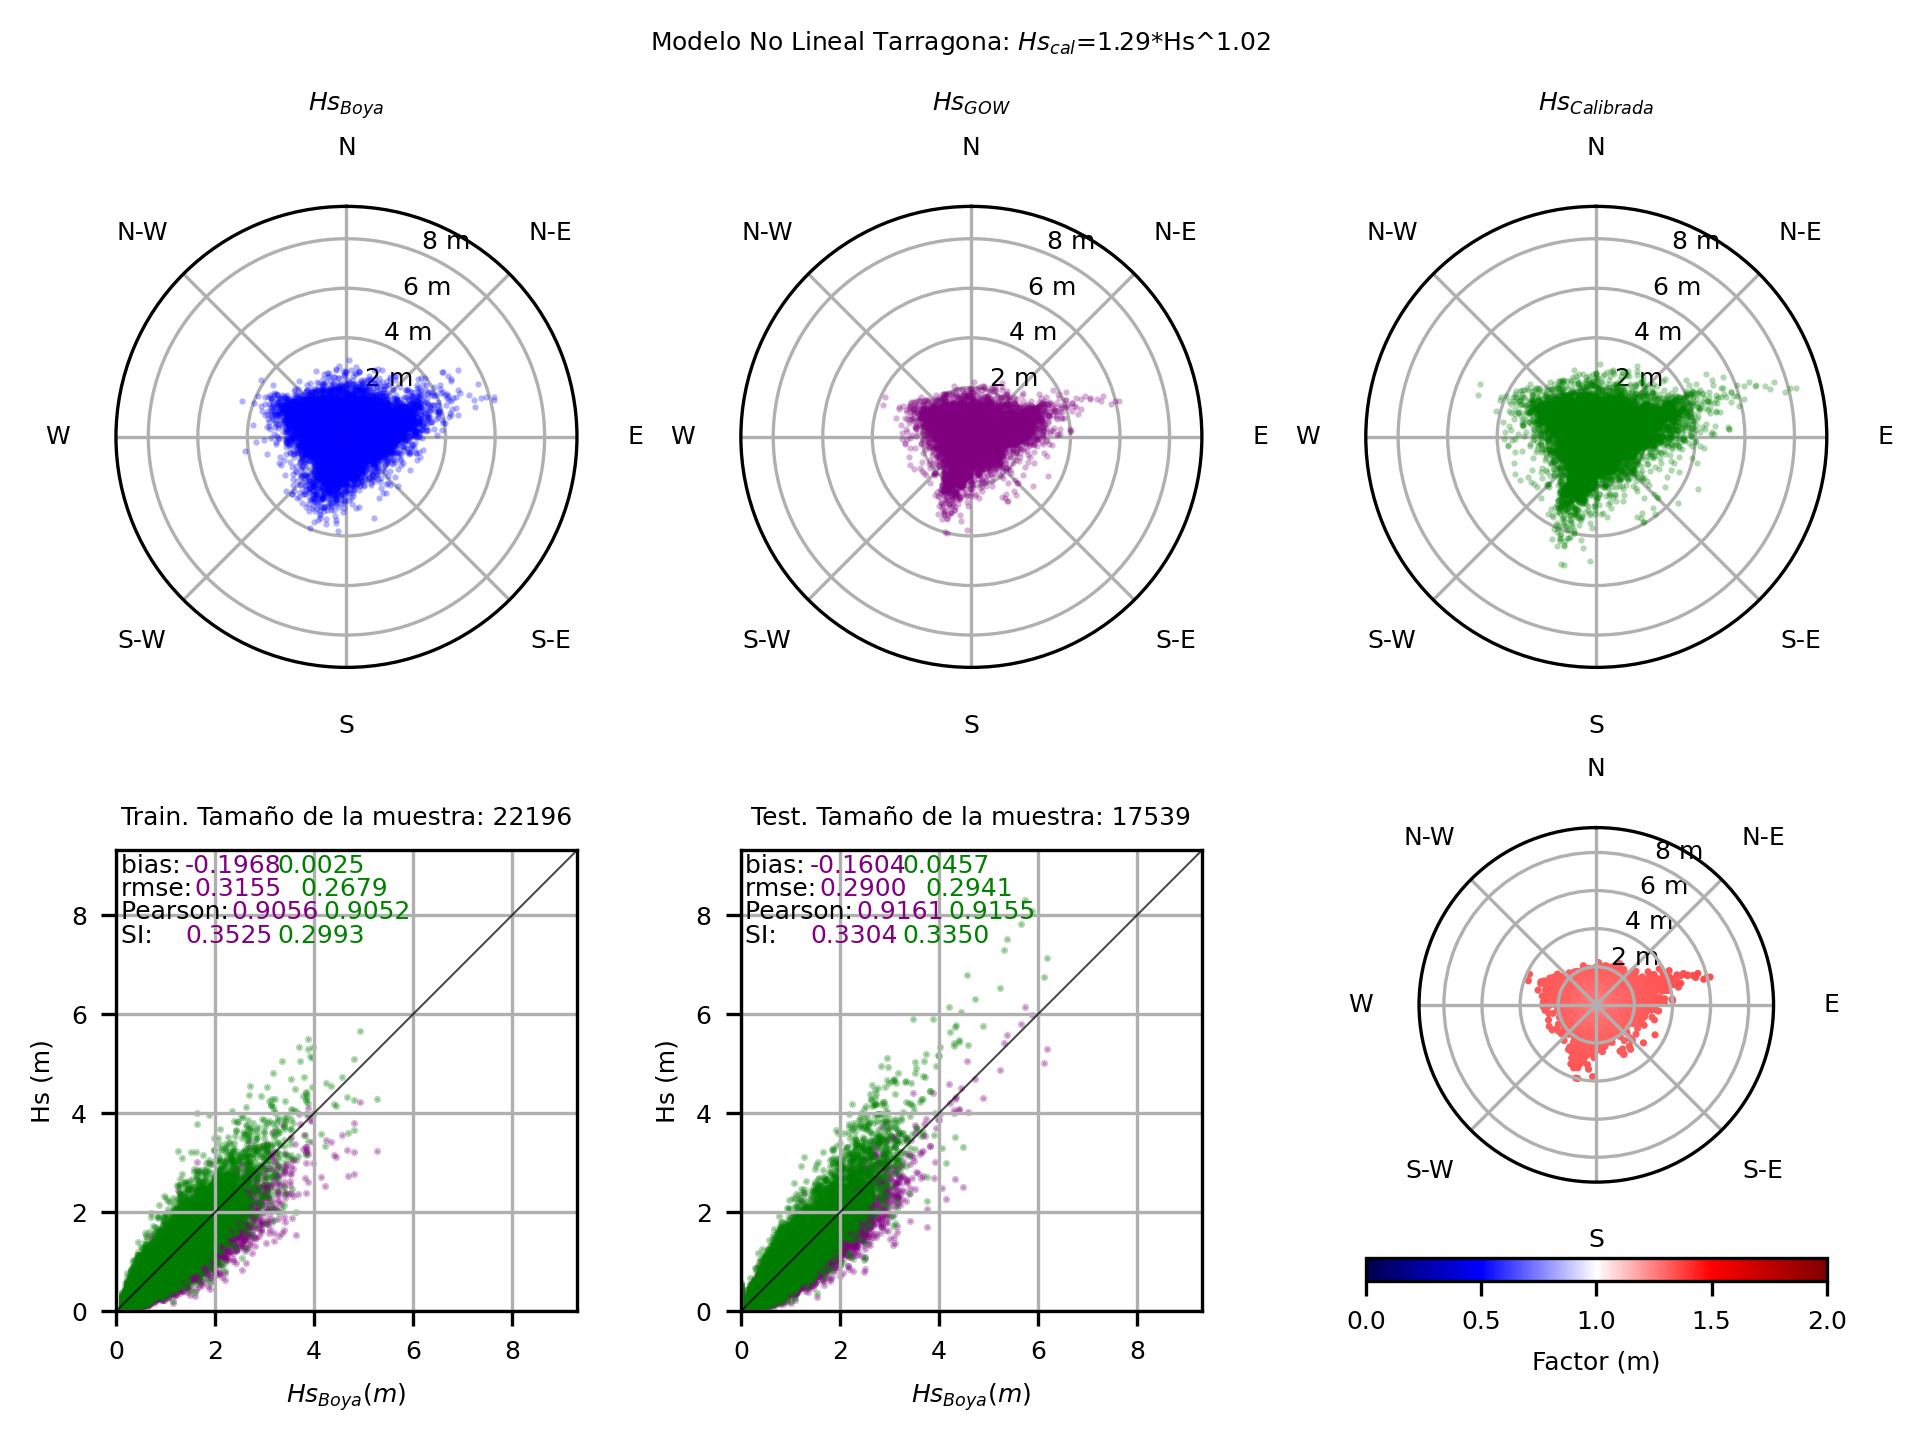 Modelo No Lineal Tarragona: Hs_cal=1.29*Hs^1.02
Hs_Boya
N
N-W
N-E
8 m
6 m
4 m
2 m
W
E
S-W
S-E
S
Hs_GOW
N
N-W
N-E
8 m
6 m
4 m
2 m
W
E
S-W
S-E
S
Hs_Calibrada
N
N-W
N-E
8 m
6 m
4 m
2 m
W
E
S-W
S-E
S
Train. Tamaño de la muestra: 22196
bias: -0.1968 0.0025
rmse: 0.3155 0.2679
Pearson: 0.9056 0.9052
SI: 0.3525 0.2993
8
6
4
2
0
Hs (m)
0 2 4 6 8
Hs_Boya(m)
Test. Tamaño de la muestra: 17539
bias: -0.1604 0.0457
rmse: 0.2900 0.2941
Pearson: 0.9161 0.9155
SI: 0.3304 0.3350
8
6
4
2
0
Hs (m)
0 2 4 6 8
Hs_Boya(m)
N
N-W
N-E
8 m
6 m
4 m
2 m
W
E
S-W
S-E
S
0.0 0.5 1.0 1.5 2.0
Factor (m)